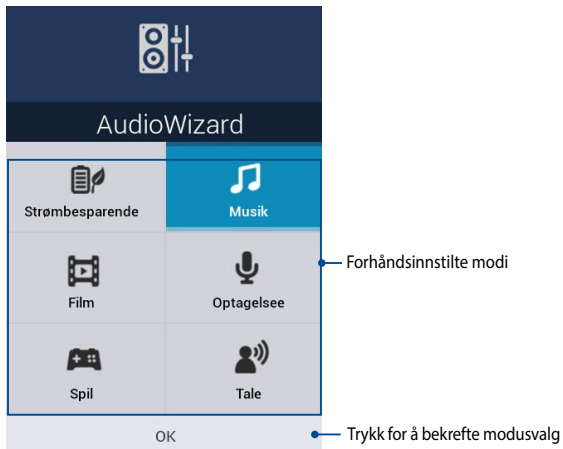 AudioWizard
Strømbesparende
Musik
Film
Optagelsee
Forhåndsinnstilte modi
Spil
Tale
OK
Trykk for å bekrefte modusvalg